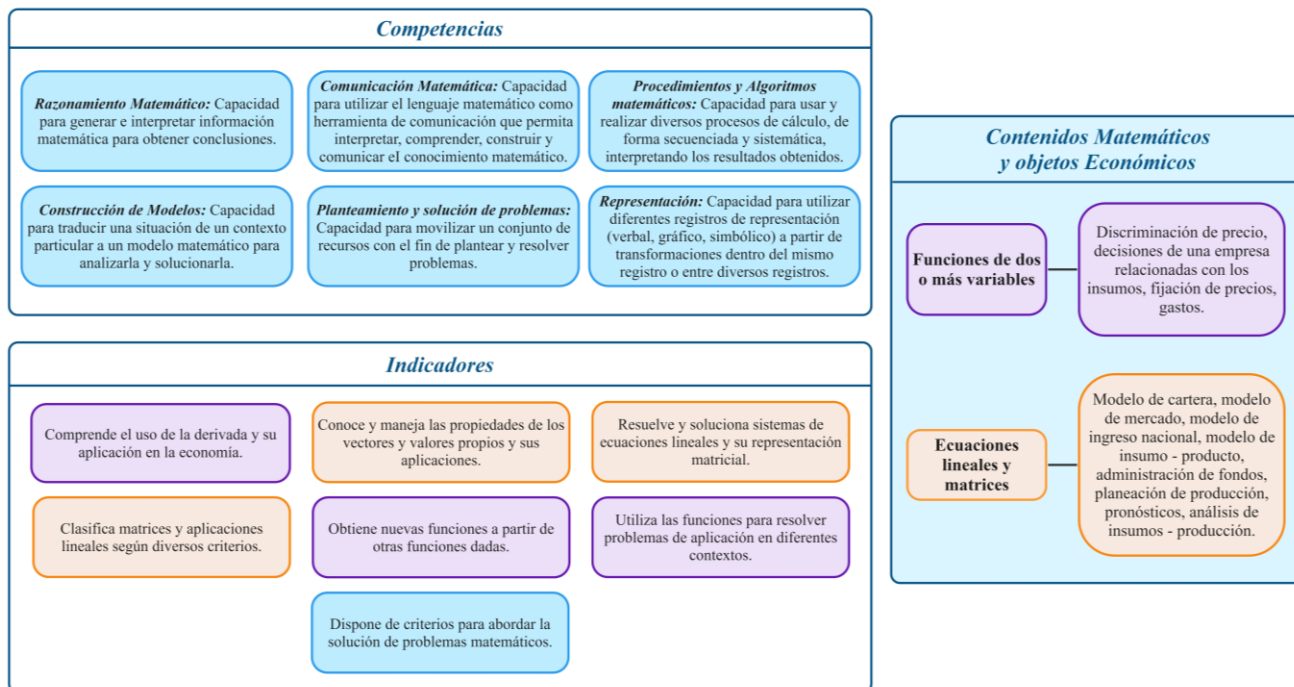 Competencias
Razonamiento Matemático: Capacidad
para generar e interpretar información
matemática para obtener conclusiones.
Comunicación Matemática: Capacidad
para utilizar el lenguaje matemático como
herramienta de comunicación que permita
interpretar, comprender, construir y
comunicar el conocimiento matemático.
Procedimientos y Algoritmos
matemáticos: Capacidad para usar y
realizar diversos procesos de cálculo, de
forma secuenciada y sistemática,
interpretando los resultados obtenidos.
Construcción de Modelos: Capacidad
para traducir una situación de un contexto
particular a un modelo matemático para
analizarla y solucionarla.
Planteamiento y solución de problemas:
Capacidad para movilizar un conjunto de
recursos con el fin de plantear y resolver
problemas.
Representación: Capacidad para utilizar
diferentes registros de representación
(verbal, gráfico, simbólico) a partir de
transformaciones dentro del mismo
registro o entre diversos registros.
Indicadores
Comprende el uso de la derivada y su
aplicación en la economía.
Conoce y maneja las propiedades de los
vectores y valores propios y sus
aplicaciones.
Resuelve y soluciona sistemas de
ecuaciones lineales y su representación
matricial.
Clasifica matrices y aplicaciones
lineales según diversos criterios.
Obtiene nuevas funciones a partir de
otras funciones dadas.
Utiliza las funciones para resolver
problemas de aplicación en diferentes
contextos.
Dispone de criterios para abordar la
solución de problemas matemáticos.
Contenidos Matemáticos
y objetos Económicos
Funciones de dos
o más variables
Discriminación de precio,
decisiones de una empresa
relacionadas con los
insumos, fijación de precios,
gastos.
Ecuaciones
lineales y
matrices
Modelo de cartera, modelo
de mercado, modelo de
ingreso nacional, modelo de
insumo - producto,
administración de fondos,
planeación de producción,
pronósticos, análisis de
insumos - producción.